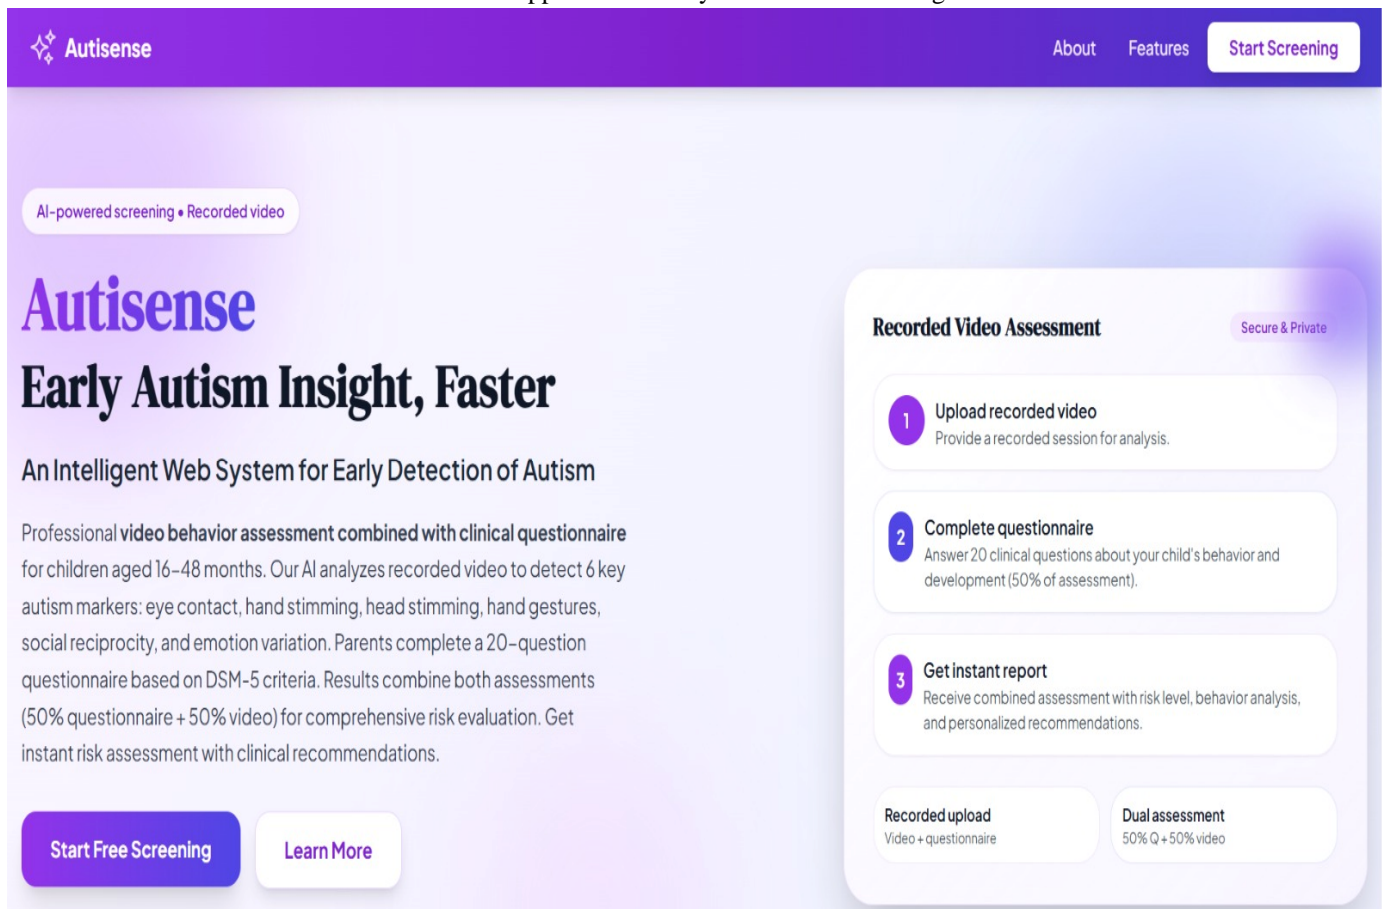 Autisense
About
Features
Start Screening
AI-powered screening • Recorded video
Autisense
Early Autism Insight, Faster
An Intelligent Web System for Early Detection of Autism
Professional video behavior assessment combined with clinical questionnaire
for children aged 16–48 months. Our AI analyzes recorded video to detect 6 key
autism markers: eye contact, hand stimming, head stimming, hand gestures,
social reciprocity, and emotion variation. Parents complete a 20-question
questionnaire based on DSM-5 criteria. Results combine both assessments
(50% questionnaire + 50% video) for comprehensive risk evaluation. Get
instant risk assessment with clinical recommendations.
Start Free Screening
Learn More
Recorded Video Assessment
Secure & Private
1
Upload recorded video
Provide a recorded session for analysis.
2
Complete questionnaire
Answer 20 clinical questions about your child's behavior and
development (50% of assessment).
3
Get instant report
Receive combined assessment with risk level, behavior analysis,
and personalized recommendations.
Recorded upload
Video + questionnaire
Dual assessment
50% Q + 50% video